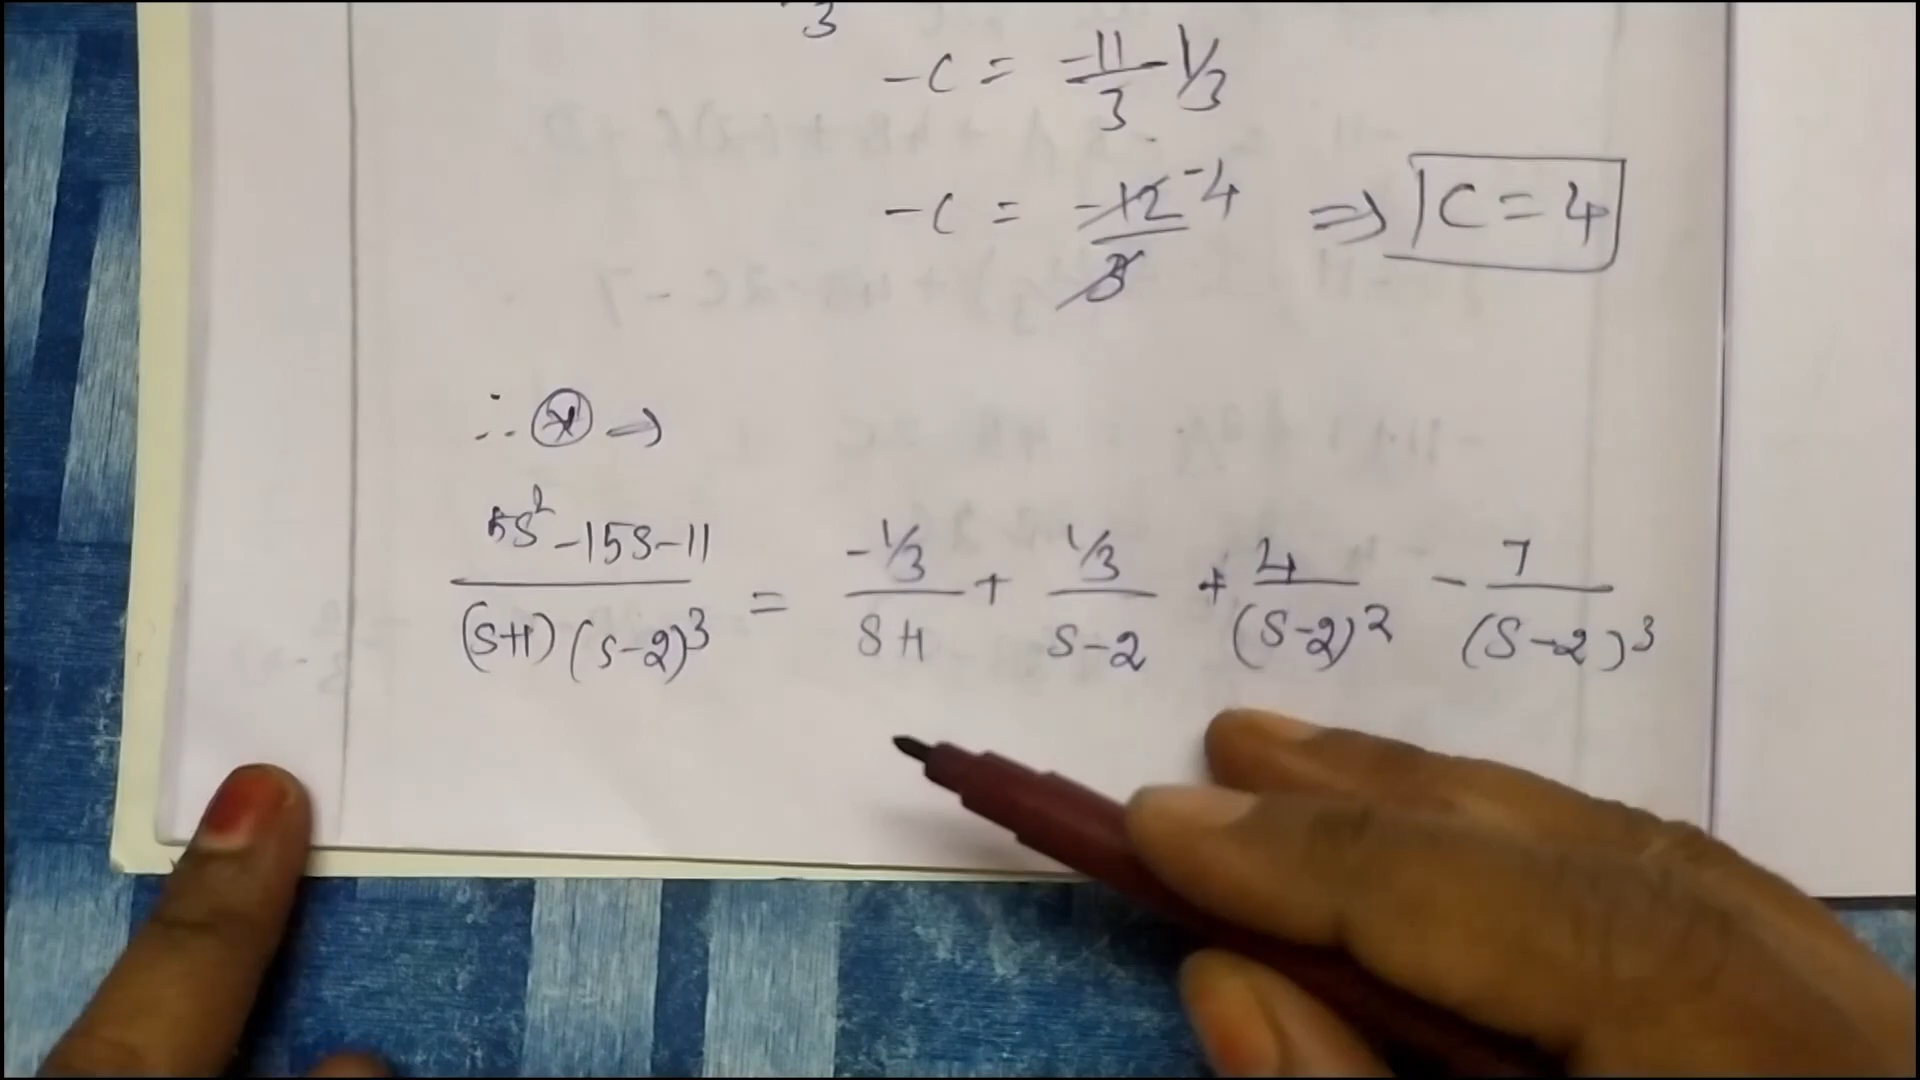 3
-C = -11/3 - 1/3
-C = -12/3 -4 ⇒ C = 4
∴ (*) ⇒
5S² - 15S - 11 / (S+1)(S-2)³ = -1/3 / S+1 + 1/3 / S-2 + 4 / (S-2)² - 7 / (S-2)³